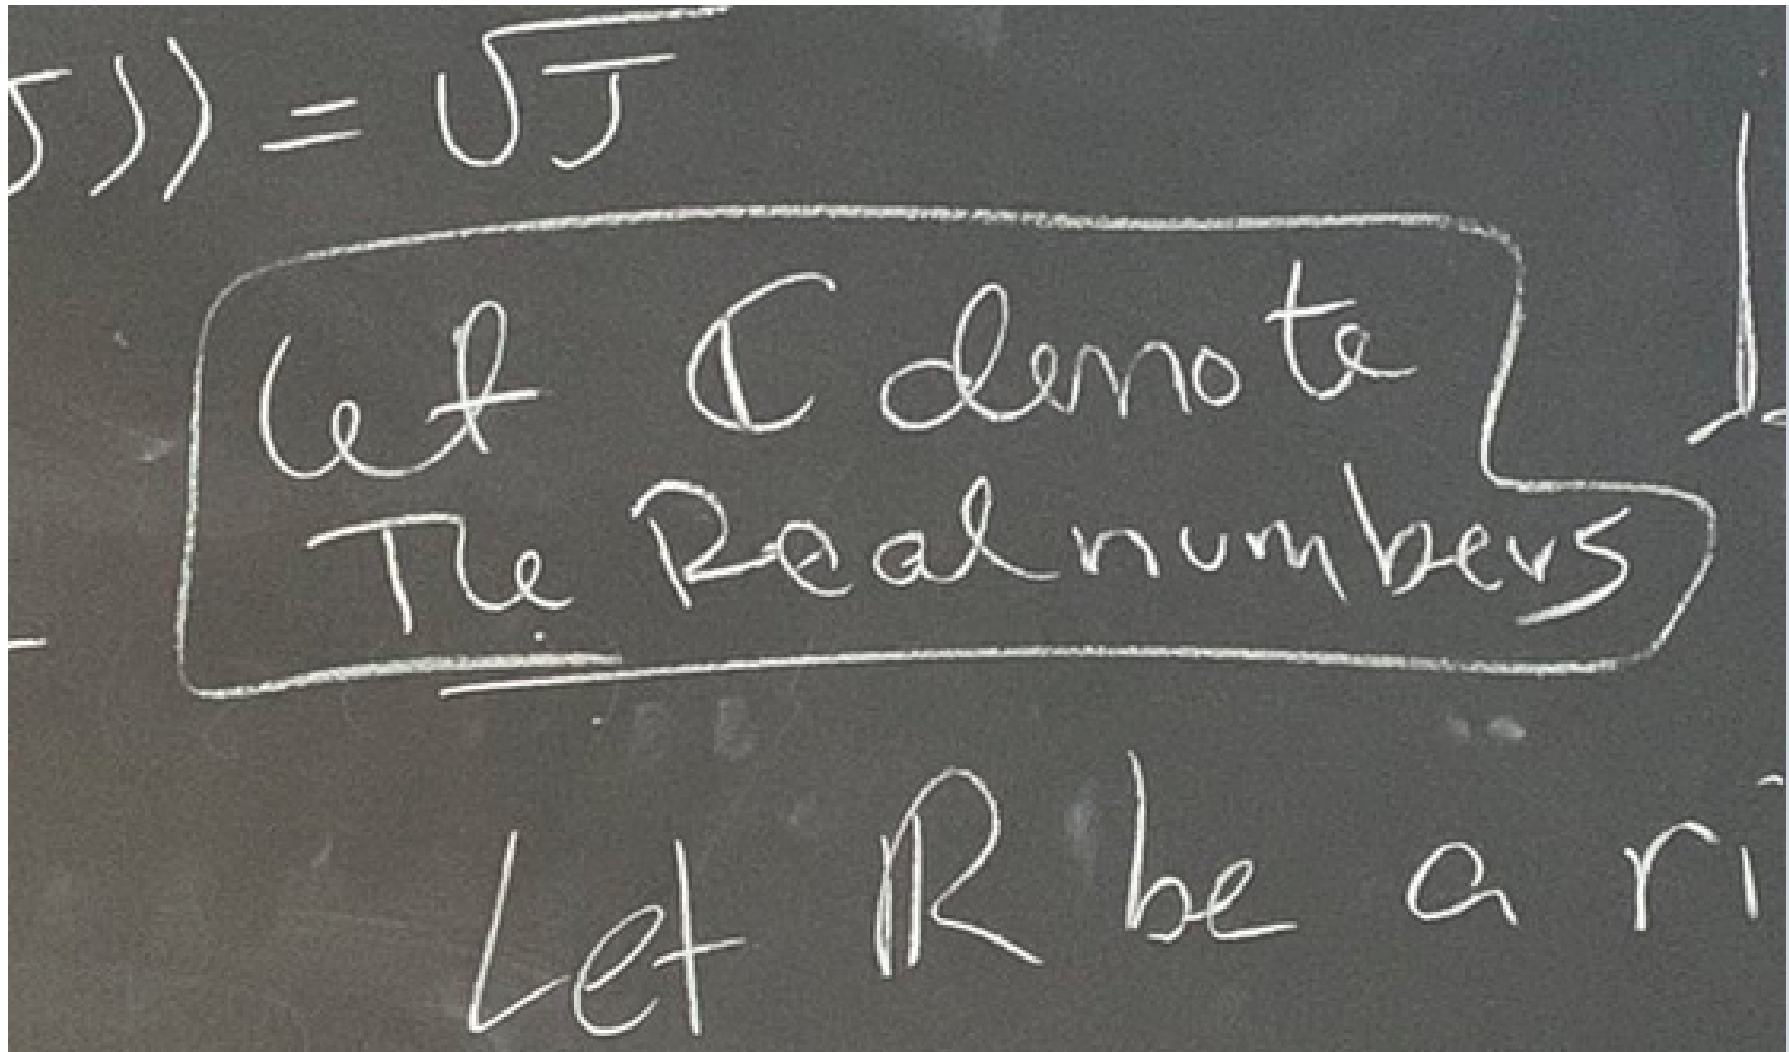 J)) = √J
Let ℂ denote
The Real numbers
Let ℝ be a ri